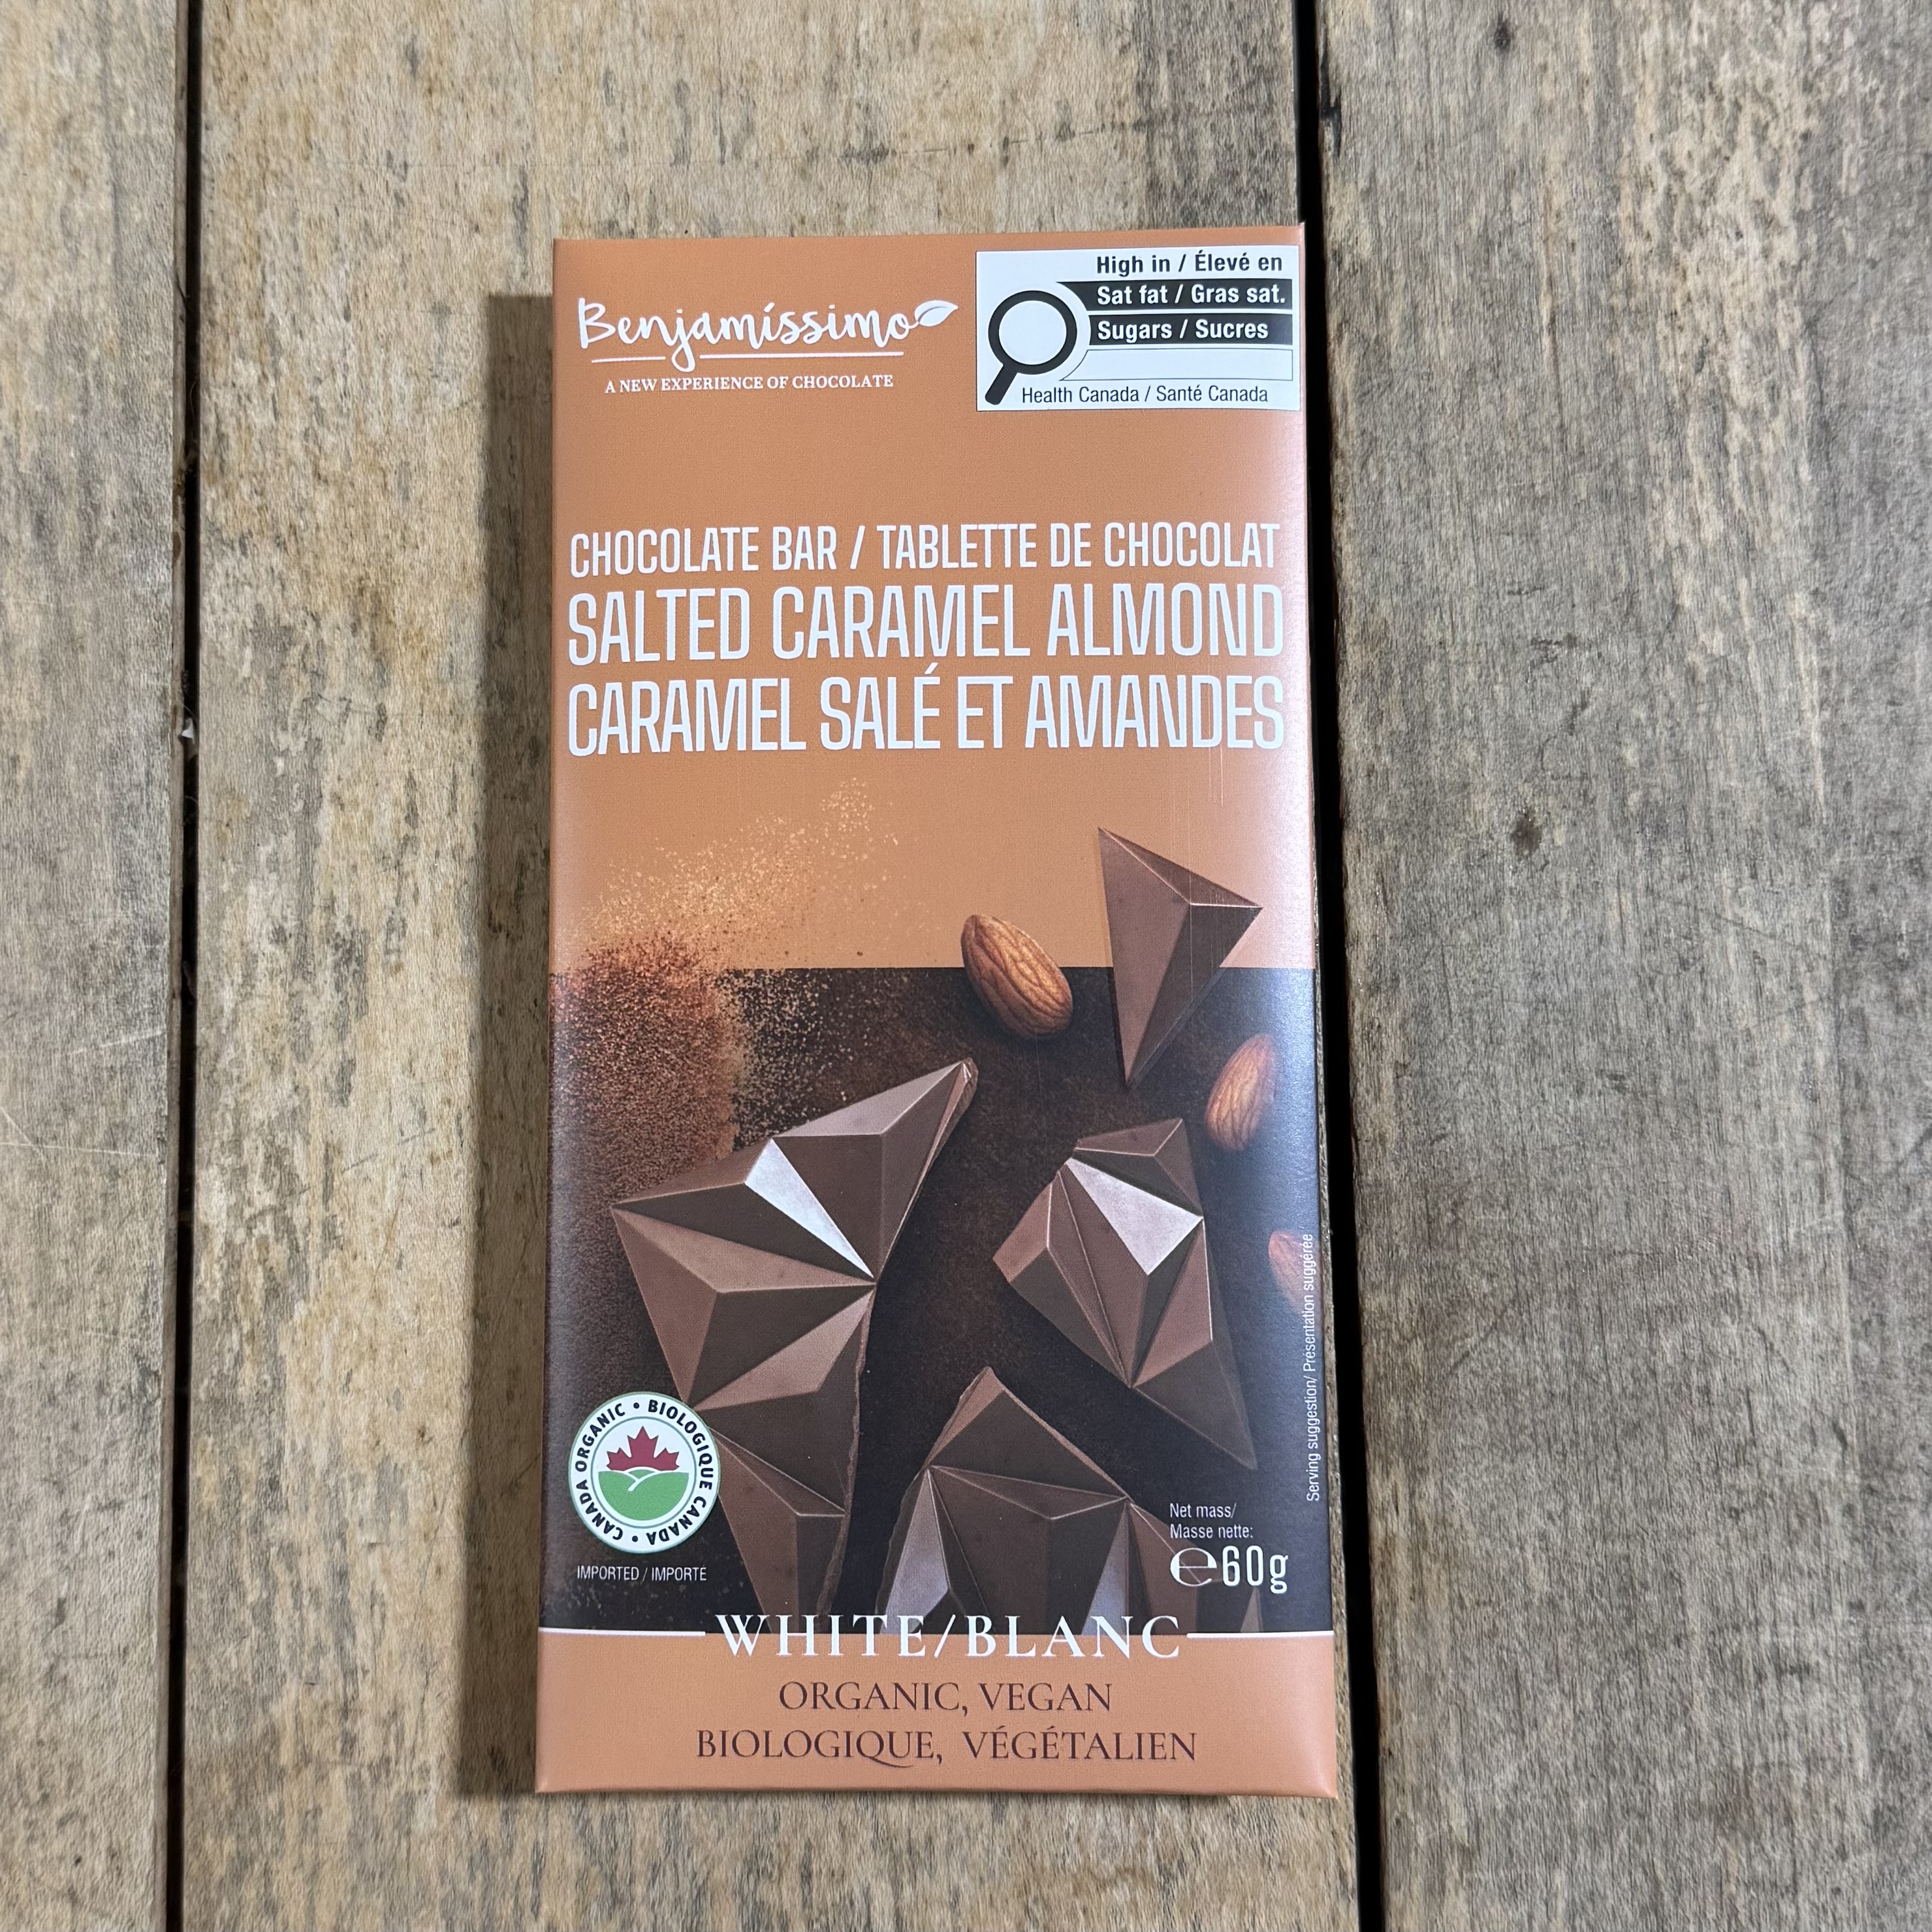 Benjamíssimo
A NEW EXPERIENCE OF CHOCOLATE
High in / Élevé en
Sat fat / Gras sat.
Sugars / Sucres
Health Canada / Santé Canada
CHOCOLATE BAR / TABLETTE DE CHOCOLAT
SALTED CARAMEL ALMOND
CARAMEL SALÉ ET AMANDES
Serving suggestion/ Présentation suggérée
CANADA ORGANIC • BIOLOGIQUE CANADA •
IMPORTED / IMPORTÉ
Net mass/
Masse nette:
℮60g
WHITE/BLANC
ORGANIC, VEGAN
BIOLOGIQUE, VÉGÉTALIEN